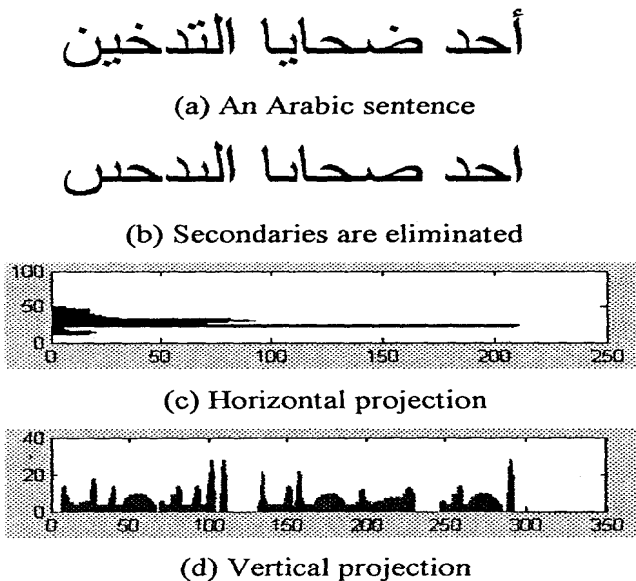 أحد ضحايا التدخين
(a) An Arabic sentence
احد صحاىا الىدحىں
(b) Secondaries are eliminated
100
50
0
0 50 100 150 200 250
(c) Horizontal projection
40
20
0
0 50 100 150 200 250 300 350
(d) Vertical projection